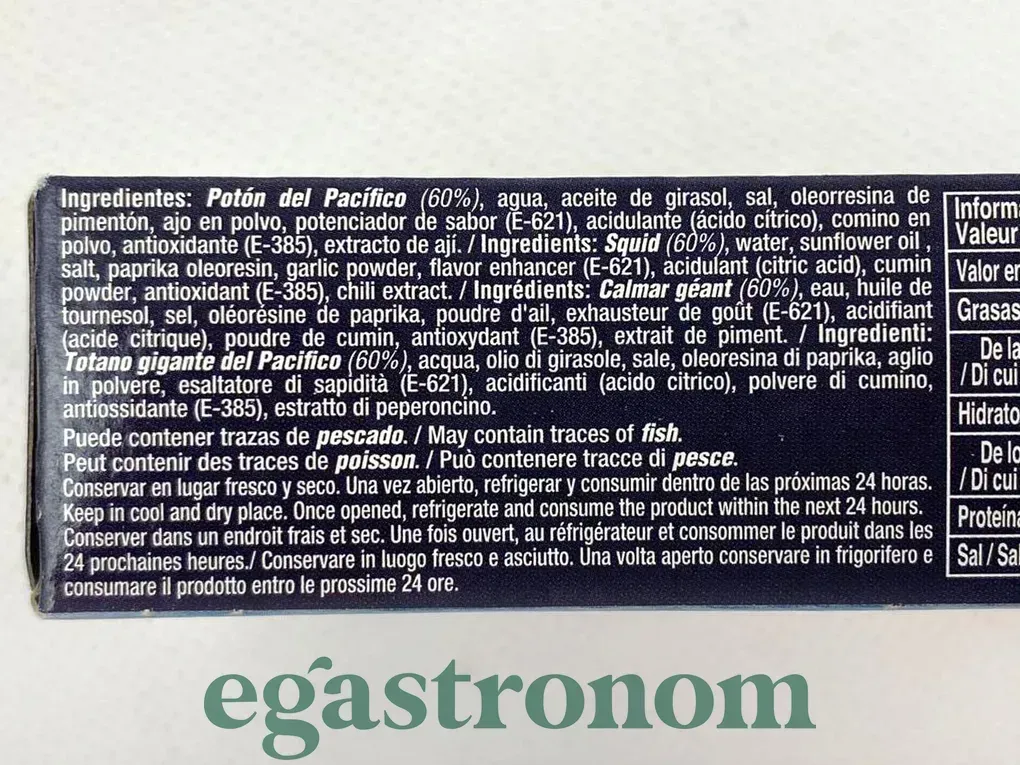 Ingredientes: Potón del Pacífico (60%), agua, aceite de girasol, sal, oleorresina de
pimentón, ajo en polvo, potenciador de sabor (E-621), acidulante (ácido cítrico), comino en
polvo, antioxidante (E-385), extracto de ají. / Ingredients: Squid (60%), water, sunflower oil ,
salt, paprika oleoresin, garlic powder, flavor enhancer (E-621), acidulant (citric acid), cumin
powder, antioxidant (E-385), chili extract. / Ingrédients: Calmar géant (60%), eau, huile de
tournesol, sel, oléorésine de paprika, poudre d'ail, exhausteur de goût (E-621), acidifiant
(acide citrique), poudre de cumin, antioxydant (E-385), extrait de piment. / Ingredienti:
Totano gigante del Pacifico (60%), acqua, olio di girasole, sale, oleoresina di paprika, aglio
in polvere, esaltatore di sapidità (E-621), acidificanti (acido citrico), polvere di cumino,
antiossidante (E-385), estratto di peperoncino.
Puede contener trazas de pescado. / May contain traces of fish.
Peut contenir des traces de poisson. / Può contenere tracce di pesce.
Conservar en lugar fresco y seco. Una vez abierto, refrigerar y consumir dentro de las próximas 24 horas.
Keep in cool and dry place. Once opened, refrigerate and consume the product within the next 24 hours.
Conserver dans un endroit frais et sec. Une fois ouvert, au réfrigérateur et consommer le produit dans les
24 prochaines heures./ Conservare in luogo fresco e asciutto. Una volta aperto conservare in frigorifero e
consumare il prodotto entro le prossime 24 ore.
Informa
Valeur
Valor en
Grasas
De la
/ Di cui
Hidrato
De lo
/ Di cui
Proteína
Sal / Sal
egastronom